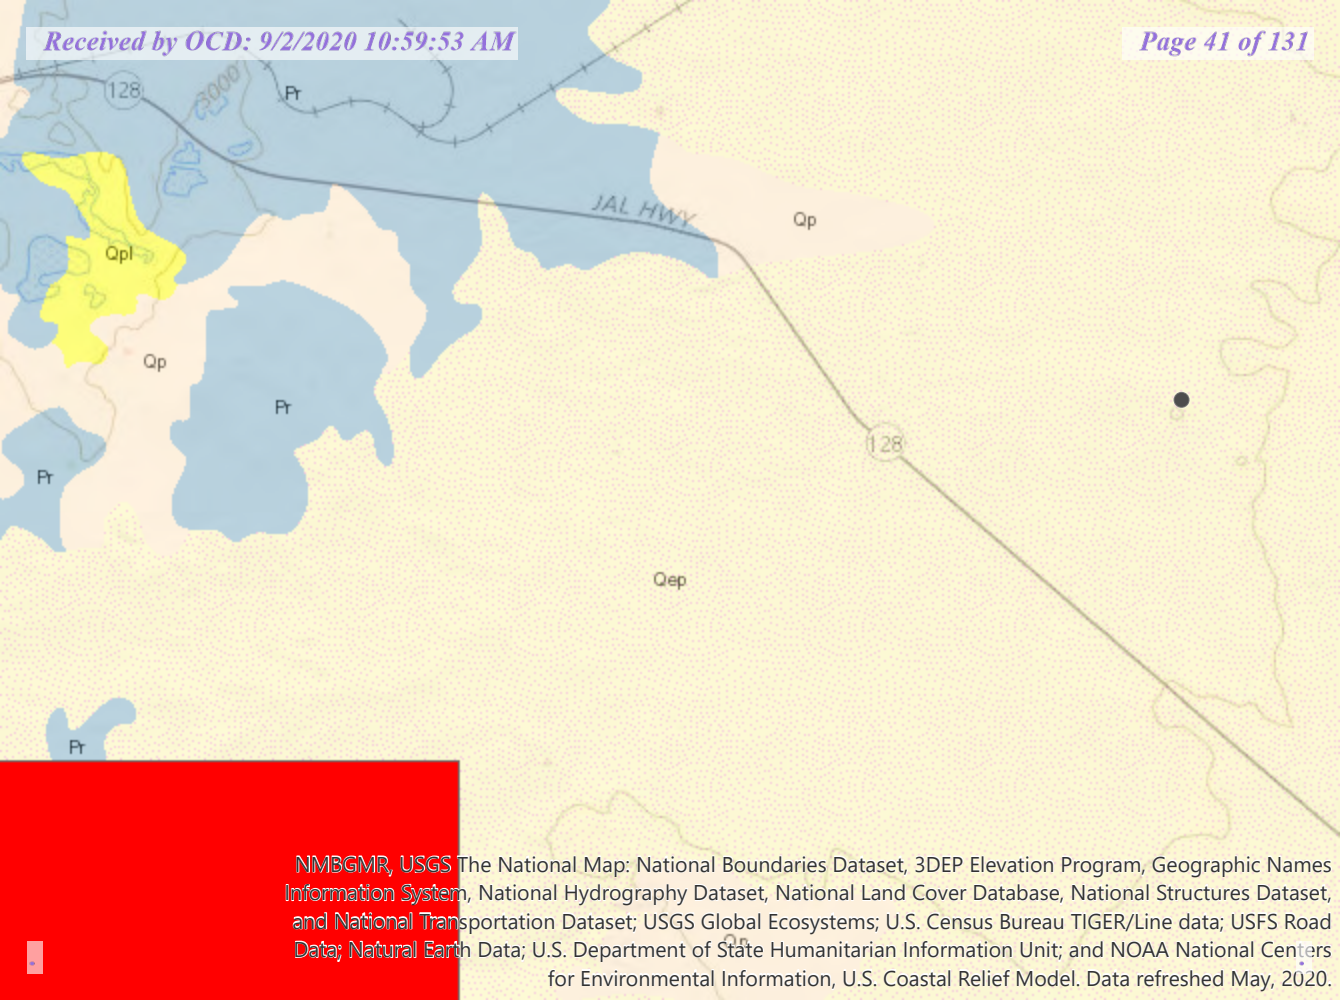 Received by OCD: 9/2/2020 10:59:53 AM
Page 41 of 131
128
3000
Pr
JAL HWY
Qp
Qpl
Qp
Pr
128
Pr
Qep
Pr
NMBGMR, USGS The National Map: National Boundaries Dataset, 3DEP Elevation Program, Geographic Names
Information System, National Hydrography Dataset, National Land Cover Database, National Structures Dataset,
and National Transportation Dataset; USGS Global Ecosystems; U.S. Census Bureau TIGER/Line data; USFS Road
Data; Natural Earth Data; U.S. Department of State Humanitarian Information Unit; and NOAA National Centers
for Environmental Information, U.S. Coastal Relief Model. Data refreshed May, 2020.